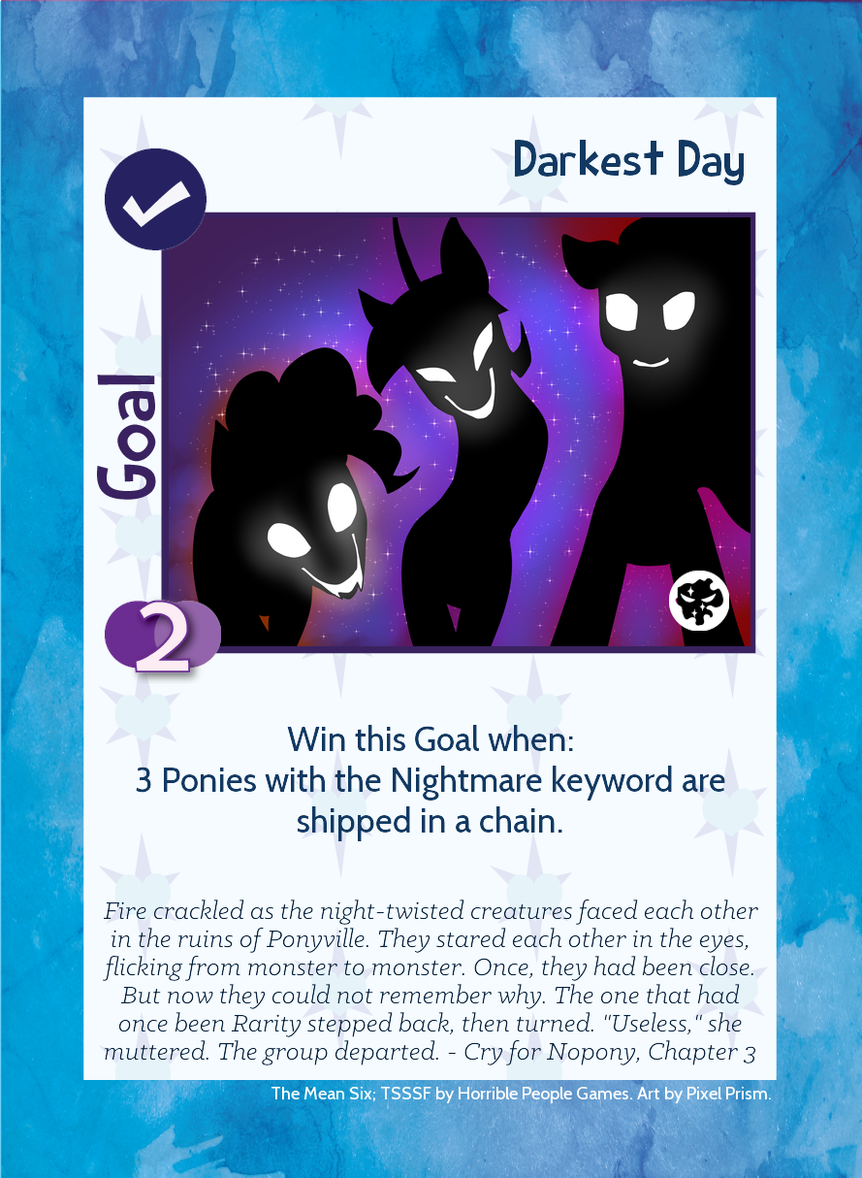 Darkest Day
Goal
2
Win this Goal when:
3 Ponies with the Nightmare keyword are
shipped in a chain.
Fire crackled as the night-twisted creatures faced each other
in the ruins of Ponyville. They stared each other in the eyes,
flicking from monster to monster. Once, they had been close.
But now they could not remember why. The one that had
once been Rarity stepped back, then turned. "Useless," she
muttered. The group departed. - Cry for Nopony, Chapter 3
The Mean Six; TSSSF by Horrible People Games. Art by Pixel Prism.